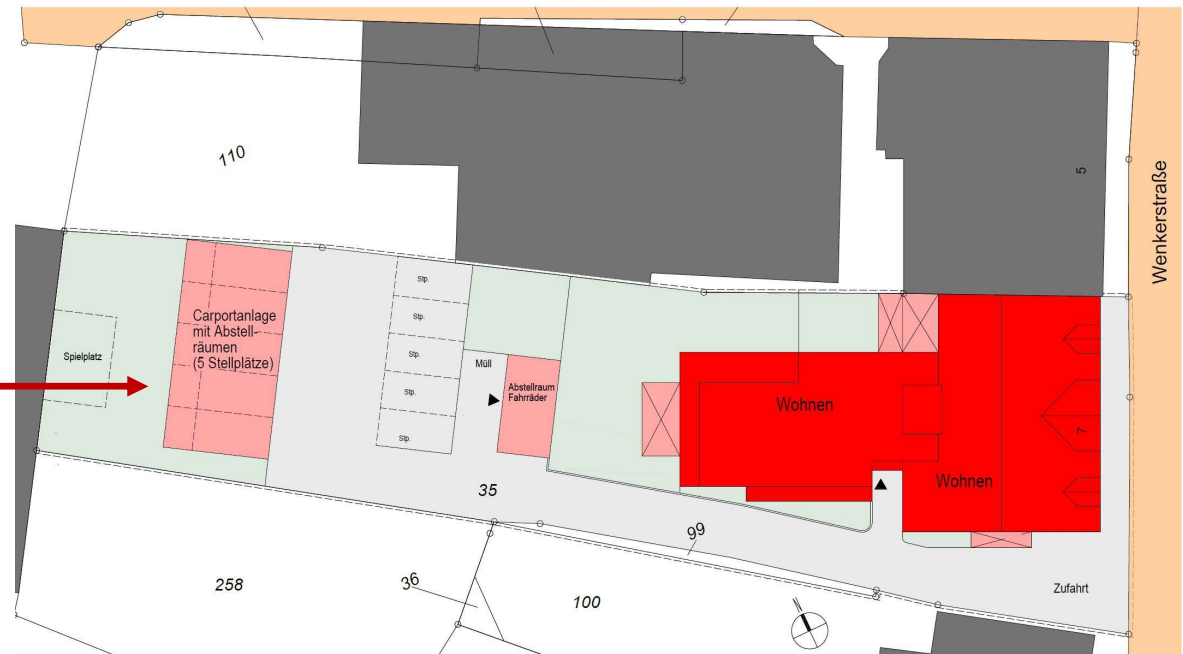 110
5
Wenkerstraße
Carportanlage
mit Abstell-
räumen
(5 Stellplätze)
Spielplatz
Stp.
Stp.
Stp.
Stp.
Stp.
Müll
Abstellraum
Fahrräder
Wohnen
7
Wohnen
35
99
Zufahrt
258
36
100